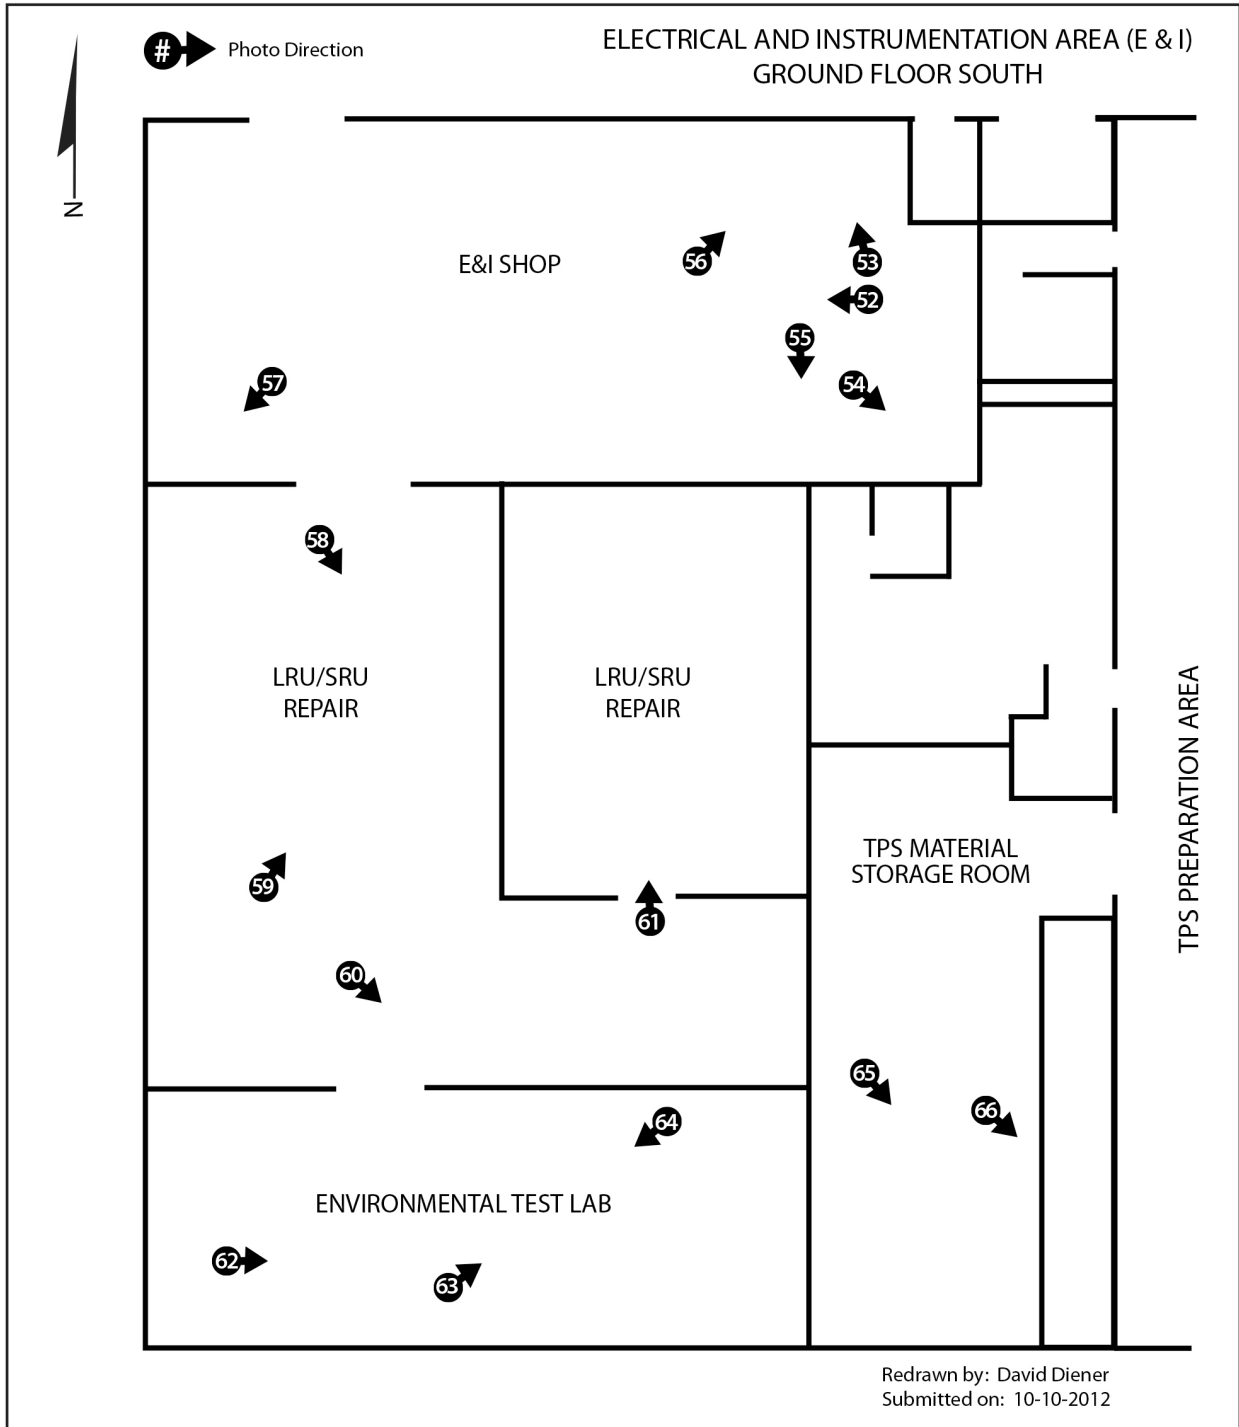 # Photo Direction
ELECTRICAL AND INSTRUMENTATION AREA (E & I)
GROUND FLOOR SOUTH
N
E&I SHOP
56
53
52
55
54
57
58
LRU/SRU
REPAIR
LRU/SRU
REPAIR
TPS PREPARATION AREA
TPS MATERIAL
STORAGE ROOM
59
61
60
65
66
64
ENVIRONMENTAL TEST LAB
62
63
Redrawn by: David Diener
Submitted on: 10-10-2012